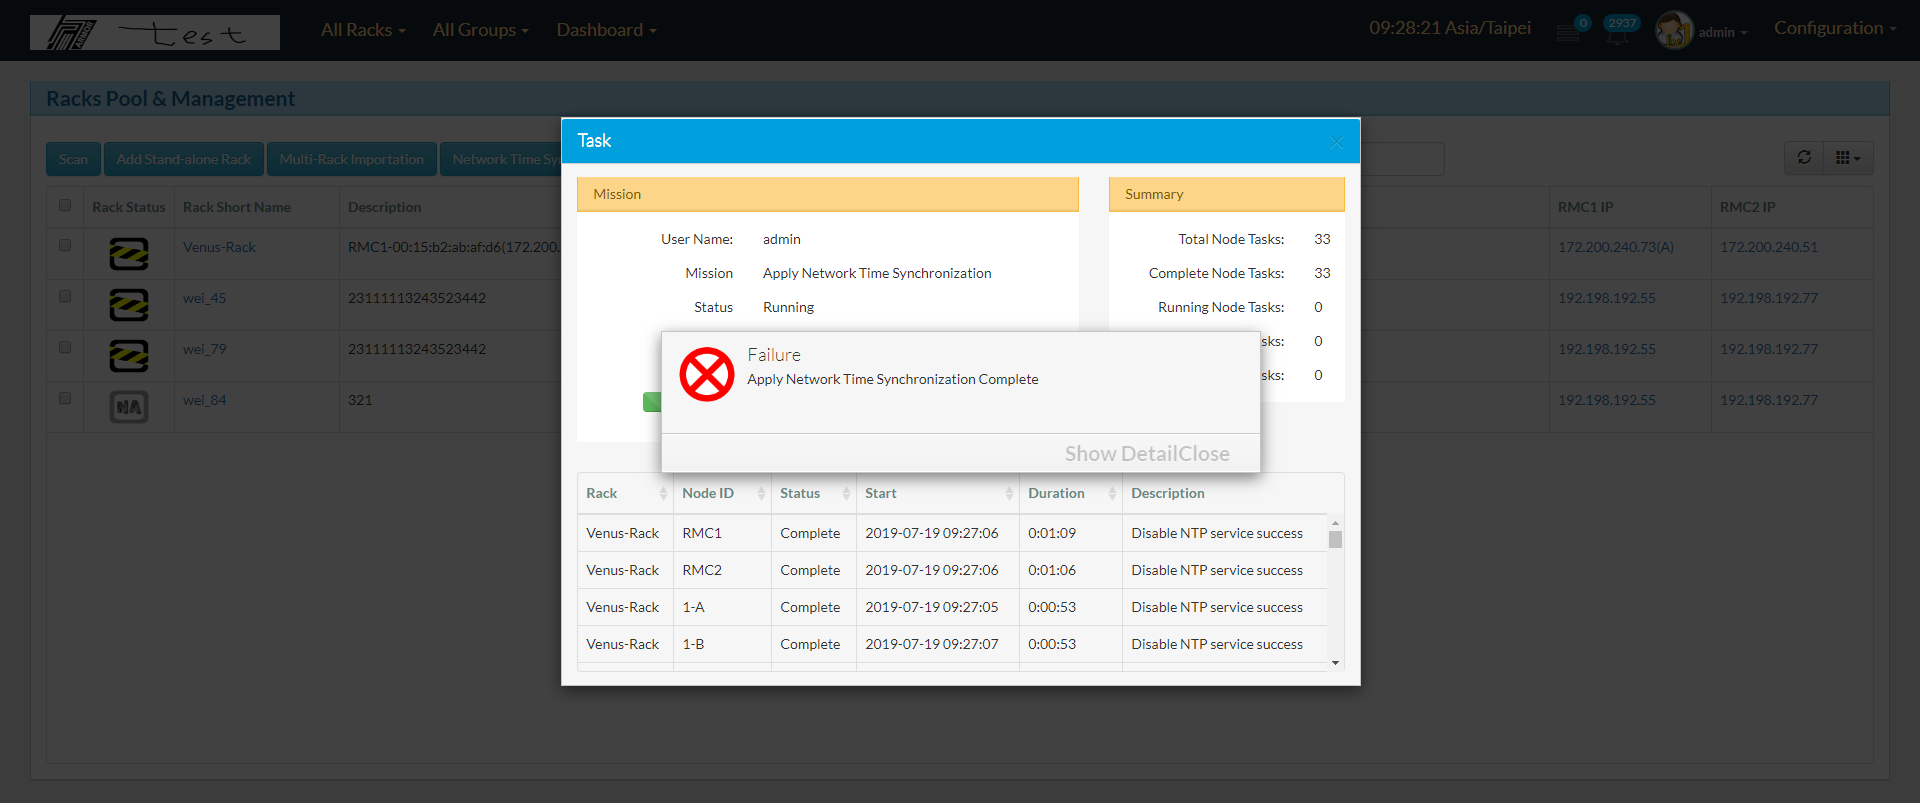 ARMOR test All Racks All Groups Dashboard 09:28:21 Asia/Taipei 0 2937 admin Configuration
Racks Pool & Management
Scan Add Stand-alone Rack Multi-Rack Importation Network Time Sy
Rack Status Rack Short Name Description RMC1 IP RMC2 IP
Venus-Rack RMC1-00:15:b2:ab:af:d6(172.200. 172.200.240.73(A) 172.200.240.51
wei_45 23111113243523442 192.198.192.55 192.198.192.77
wei_79 23111113243523442 192.198.192.55 192.198.192.77
NA wei_84 321 192.198.192.55 192.198.192.77
Task
Mission Summary
User Name: admin Total Node Tasks: 33
Mission Apply Network Time Synchronization Complete Node Tasks: 33
Status Running Running Node Tasks: 0
sks: 0
sks: 0
Failure
Apply Network Time Synchronization Complete
Show DetailClose
Rack Node ID Status Start Duration Description
Venus-Rack RMC1 Complete 2019-07-19 09:27:06 0:01:09 Disable NTP service success
Venus-Rack RMC2 Complete 2019-07-19 09:27:06 0:01:06 Disable NTP service success
Venus-Rack 1-A Complete 2019-07-19 09:27:05 0:00:53 Disable NTP service success
Venus-Rack 1-B Complete 2019-07-19 09:27:07 0:00:53 Disable NTP service success